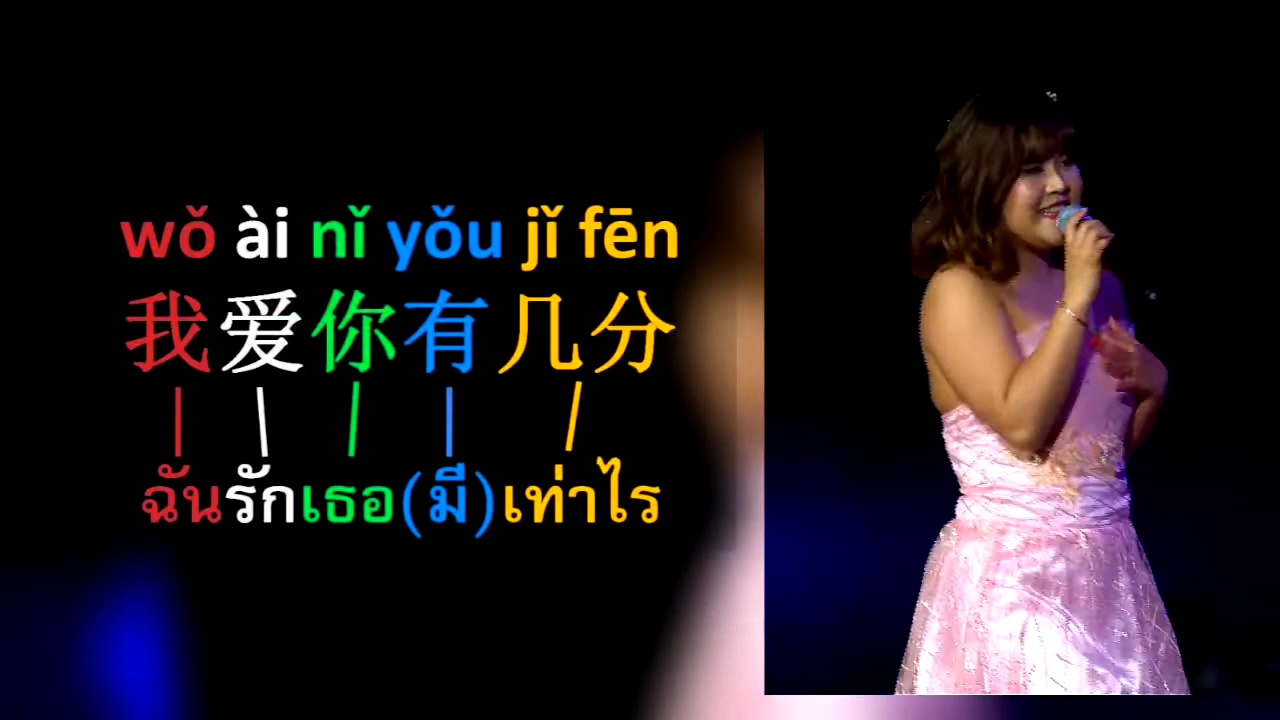 wǒ ài nǐ yǒu jǐ fēn
我爱你有几分
ฉันรักเธอ(มี)เท่าไร